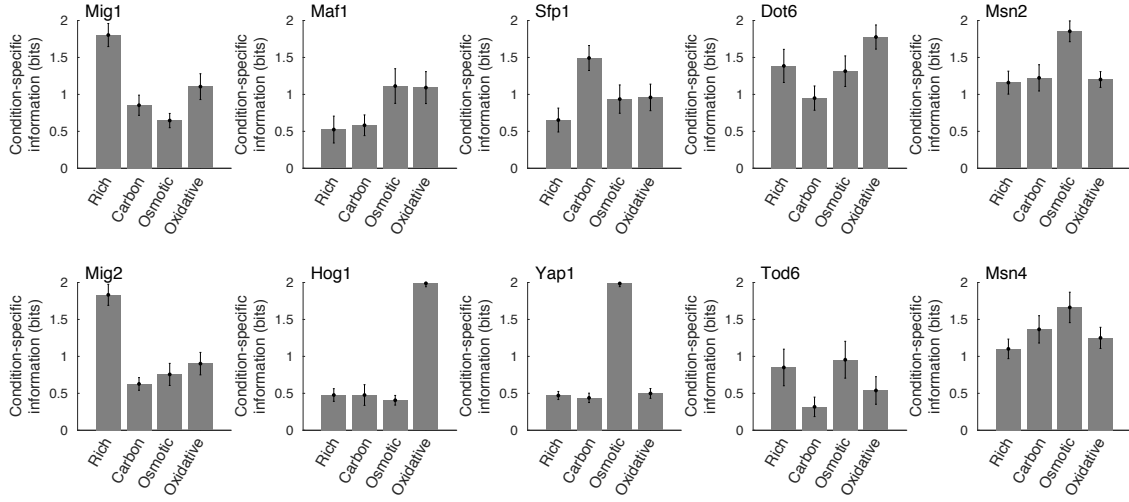 Mig1
Condition-specific
information (bits)
2
1.5
1
0.5
0
Rich
Carbon
Osmotic
Oxidative
Maf1
Condition-specific
information (bits)
2
1.5
1
0.5
0
Rich
Carbon
Osmotic
Oxidative
Sfp1
Condition-specific
information (bits)
2
1.5
1
0.5
0
Rich
Carbon
Osmotic
Oxidative
Dot6
Condition-specific
information (bits)
2
1.5
1
0.5
0
Rich
Carbon
Osmotic
Oxidative
Msn2
Condition-specific
information (bits)
2
1.5
1
0.5
0
Rich
Carbon
Osmotic
Oxidative
Mig2
Condition-specific
information (bits)
2
1.5
1
0.5
0
Rich
Carbon
Osmotic
Oxidative
Hog1
Condition-specific
information (bits)
2
1.5
1
0.5
0
Rich
Carbon
Osmotic
Oxidative
Yap1
Condition-specific
information (bits)
2
1.5
1
0.5
0
Rich
Carbon
Osmotic
Oxidative
Tod6
Condition-specific
information (bits)
2
1.5
1
0.5
0
Rich
Carbon
Osmotic
Oxidative
Msn4
Condition-specific
information (bits)
2
1.5
1
0.5
0
Rich
Carbon
Osmotic
Oxidative